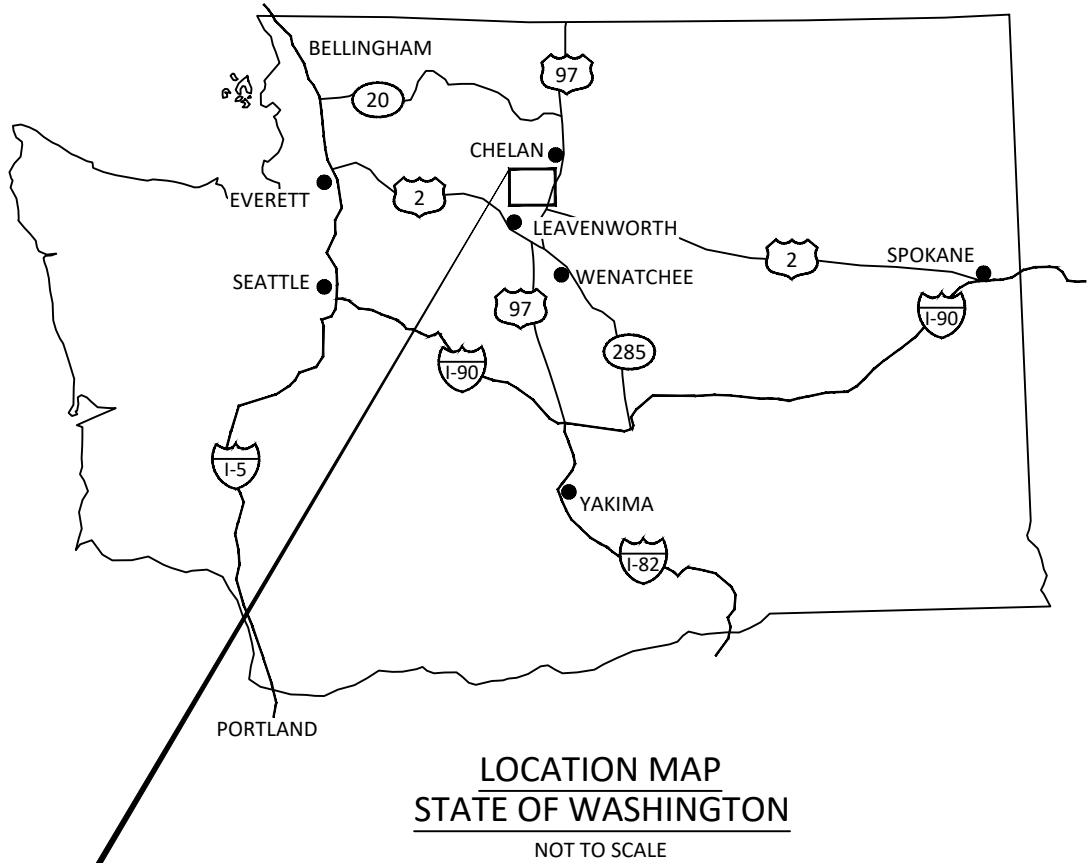 BELLINGHAM
97
20
CHELAN
2
EVERETT
LEAVENWORTH
SPOKANE
2
SEATTLE
WENATCHEE
97
I-90
285
I-90
I-5
YAKIMA
I-82
PORTLAND
LOCATION MAP
STATE OF WASHINGTON
NOT TO SCALE